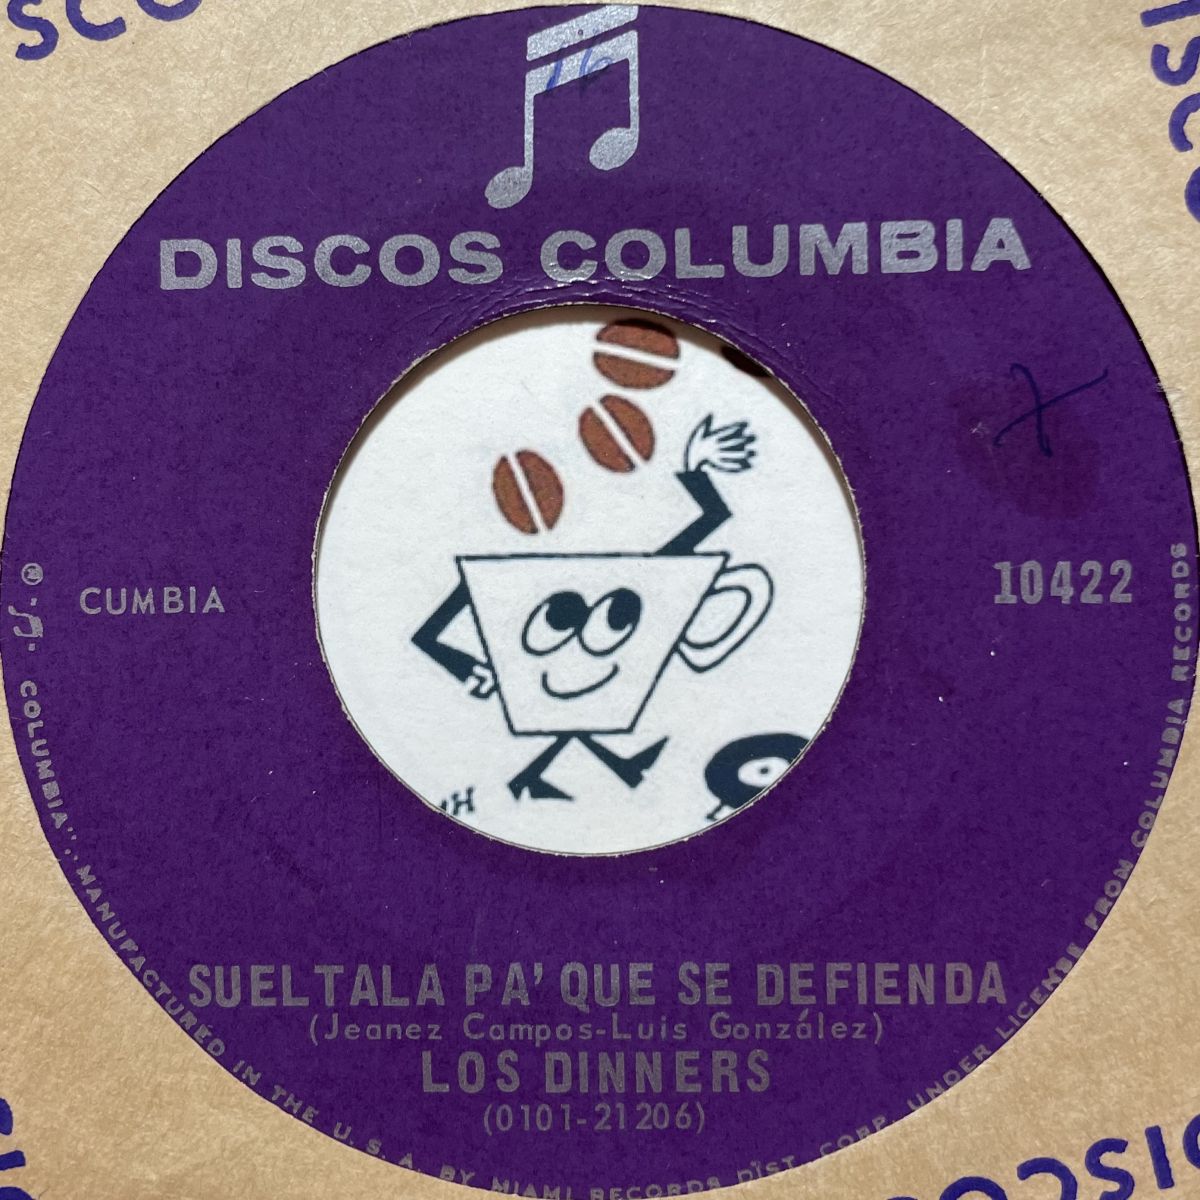 DISCOS COLUMBIA
CUMBIA
10422
SUELTALA PA' QUE SE DEFIENDA
(Jeanez Campos-Luis González)
LOS DINNERS
(0101-21206)
COLUMBIA". MANUFACTURED IN THE U. S. A. BY MIAMI RECORDS DIST. CORP. UNDER LICENSE FROM COLUMBIA RECORDS